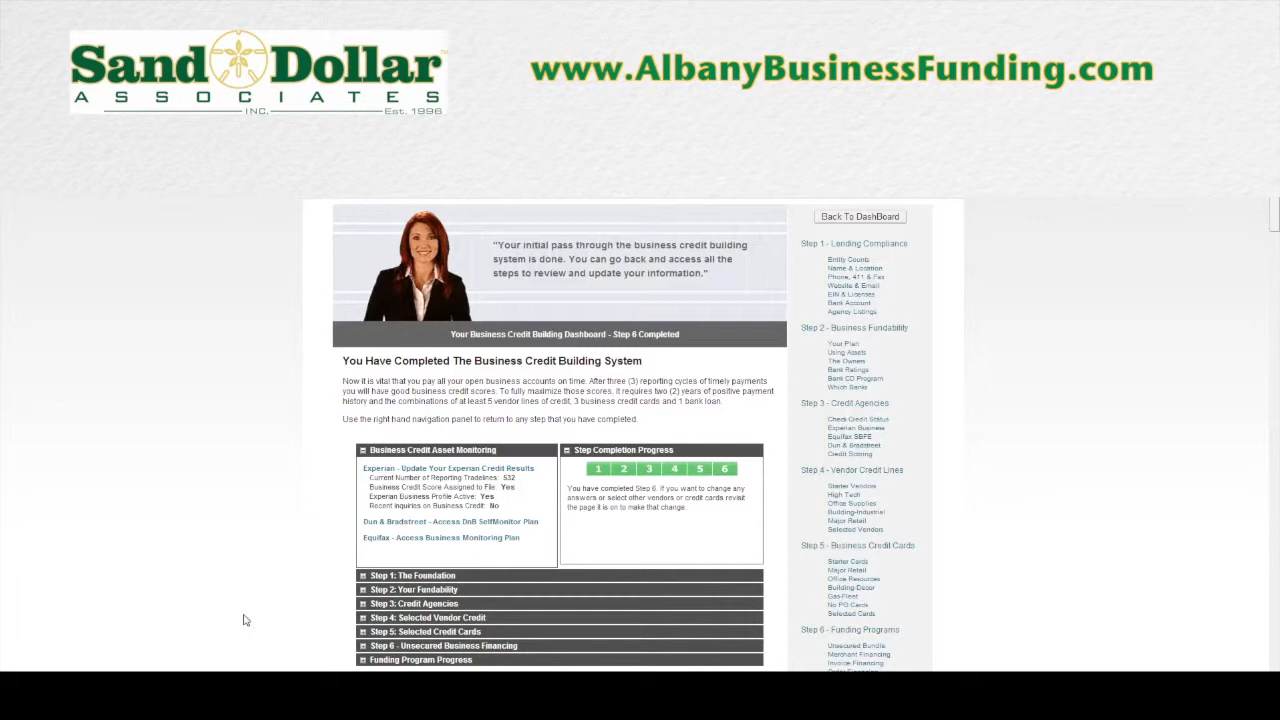 Sand Dollar™
ASSOCIATES
INC. Est. 1996
www.AlbanyBusinessFunding.com
"Your initial pass through the business credit building
system is done. You can go back and access all the
steps to review and update your information."
Your Business Credit Building Dashboard - Step 6 Completed
You Have Completed The Business Credit Building System
Now it is vital that you pay all your open business accounts on time. After three (3) reporting cycles of timely payments
you will have good business credit scores. To fully maximize those scores, it requires two (2) years of positive payment
history and the combinations of at least 5 vendor lines of credit, 3 business credit cards and 1 bank loan.
Use the right hand navigation panel to return to any step that you have completed.
Business Credit Asset Monitoring
Experian - Update Your Experian Credit Results
Current Number of Reporting Tradelines: 532
Business Credit Score Assigned to File: Yes
Experian Business Profile Active: Yes
Recent Inquiries on Business Credit: No
Dun & Bradstreet - Access DnB SelfMonitor Plan
Equifax - Access Business Monitoring Plan
Step Completion Progress
1 2 3 4 5 6
You have completed Step 6. If you want to change any
answers or select other vendors or credit cards revisit
the page it is on to make that change.
Step 1: The Foundation
Step 2: Your Fundability
Step 3: Credit Agencies
Step 4: Selected Vendor Credit
Step 5: Selected Credit Cards
Step 6 - Unsecured Business Financing
Funding Program Progress
Back To DashBoard
Step 1 - Lending Compliance
Entity Counts
Name & Location
Phone, 411 & Fax
Website & Email
EIN & Licenses
Bank Account
Agency Listings
Step 2 - Business Fundability
Your Plan
Using Assets
The Owners
Bank Ratings
Bank CD Program
Which Banks
Step 3 - Credit Agencies
Check Credit Status
Experian Business
Equifax SBFE
Dun & Bradstreet
Credit Scoring
Step 4 - Vendor Credit Lines
Starter Vendors
High Tech
Office Supplies
Building-Industrial
Major Retail
Selected Vendors
Step 5 - Business Credit Cards
Starter Cards
Major Retail
Office Resources
Building-Decor
Gas-Fleet
No PG Cards
Selected Cards
Step 6 - Funding Programs
Unsecured Bundle
Merchant Financing
Invoice Financing